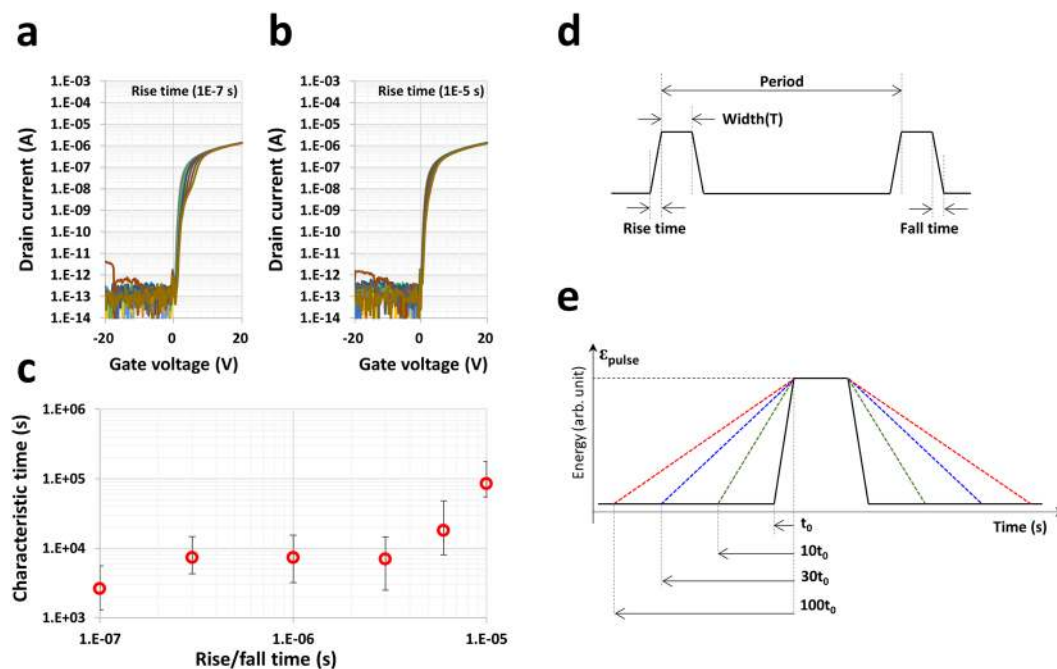 a
Rise time (1E-7 s)
Drain current (A)
1.E-03
1.E-04
1.E-05
1.E-06
1.E-07
1.E-08
1.E-09
1.E-10
1.E-11
1.E-12
1.E-13
1.E-14
-20
0
20
Gate voltage (V)
b
Rise time (1E-5 s)
Drain current (A)
1.E-03
1.E-04
1.E-05
1.E-06
1.E-07
1.E-08
1.E-09
1.E-10
1.E-11
1.E-12
1.E-13
1.E-14
-20
0
20
Gate voltage (V)
c
Characteristic time (s)
1.E+06
1.E+05
1.E+04
1.E+03
1.E-07
1.E-06
1.E-05
Rise/fall time (s)
d
Period
Width(T)
Rise time
Fall time
e
εpulse
Energy (arb. unit)
Time (s)
t0
10t0
30t0
100t0